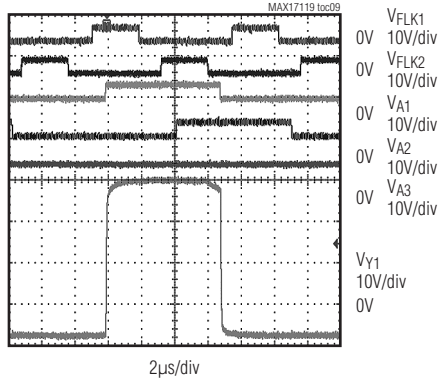 MAX17119 toc09
VFLK1
0V 10V/div
VFLK2
0V 10V/div
VA1
0V 10V/div
VA2
0V 10V/div
VA3
0V 10V/div
VY1
10V/div
0V
2µs/div